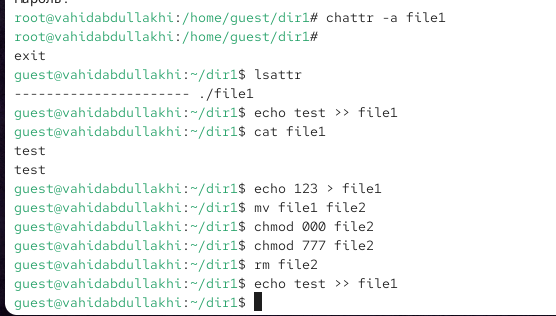 Пароль:
root@vahidabdullakhi:/home/guest/dir1# chattr -a file1
root@vahidabdullakhi:/home/guest/dir1#
exit
guest@vahidabdullakhi:~/dir1$ lsattr
---------------------- ./file1
guest@vahidabdullakhi:~/dir1$ echo test >> file1
guest@vahidabdullakhi:~/dir1$ cat file1
test
test
guest@vahidabdullakhi:~/dir1$ echo 123 > file1
guest@vahidabdullakhi:~/dir1$ mv file1 file2
guest@vahidabdullakhi:~/dir1$ chmod 000 file2
guest@vahidabdullakhi:~/dir1$ chmod 777 file2
guest@vahidabdullakhi:~/dir1$ rm file2
guest@vahidabdullakhi:~/dir1$ echo test >> file1
guest@vahidabdullakhi:~/dir1$